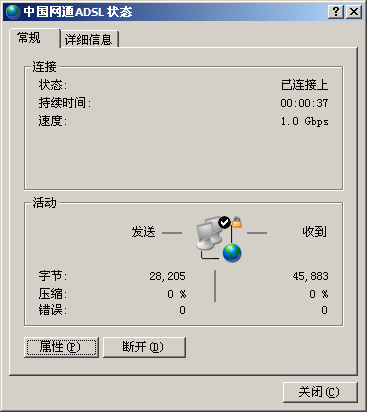 中国网通ADSL 状态
常规 详细信息
连接
状态: 已连接上
持续时间: 00:00:37
速度: 1.0 Gbps
活动
发送 收到
字节: 28,205 45,883
压缩: 0 % 0 %
错误: 0 0
属性(P) 断开(D)
关闭(C)